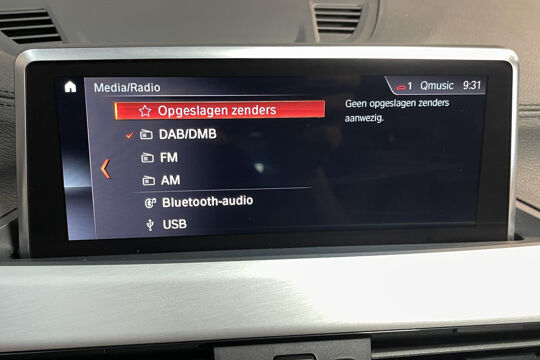 Media/Radio
1 Qmusic 9:31
Opgeslagen zenders
DAB/DMB
FM
AM
Bluetooth-audio
USB
Geen opgeslagen zenders
aanwezig.